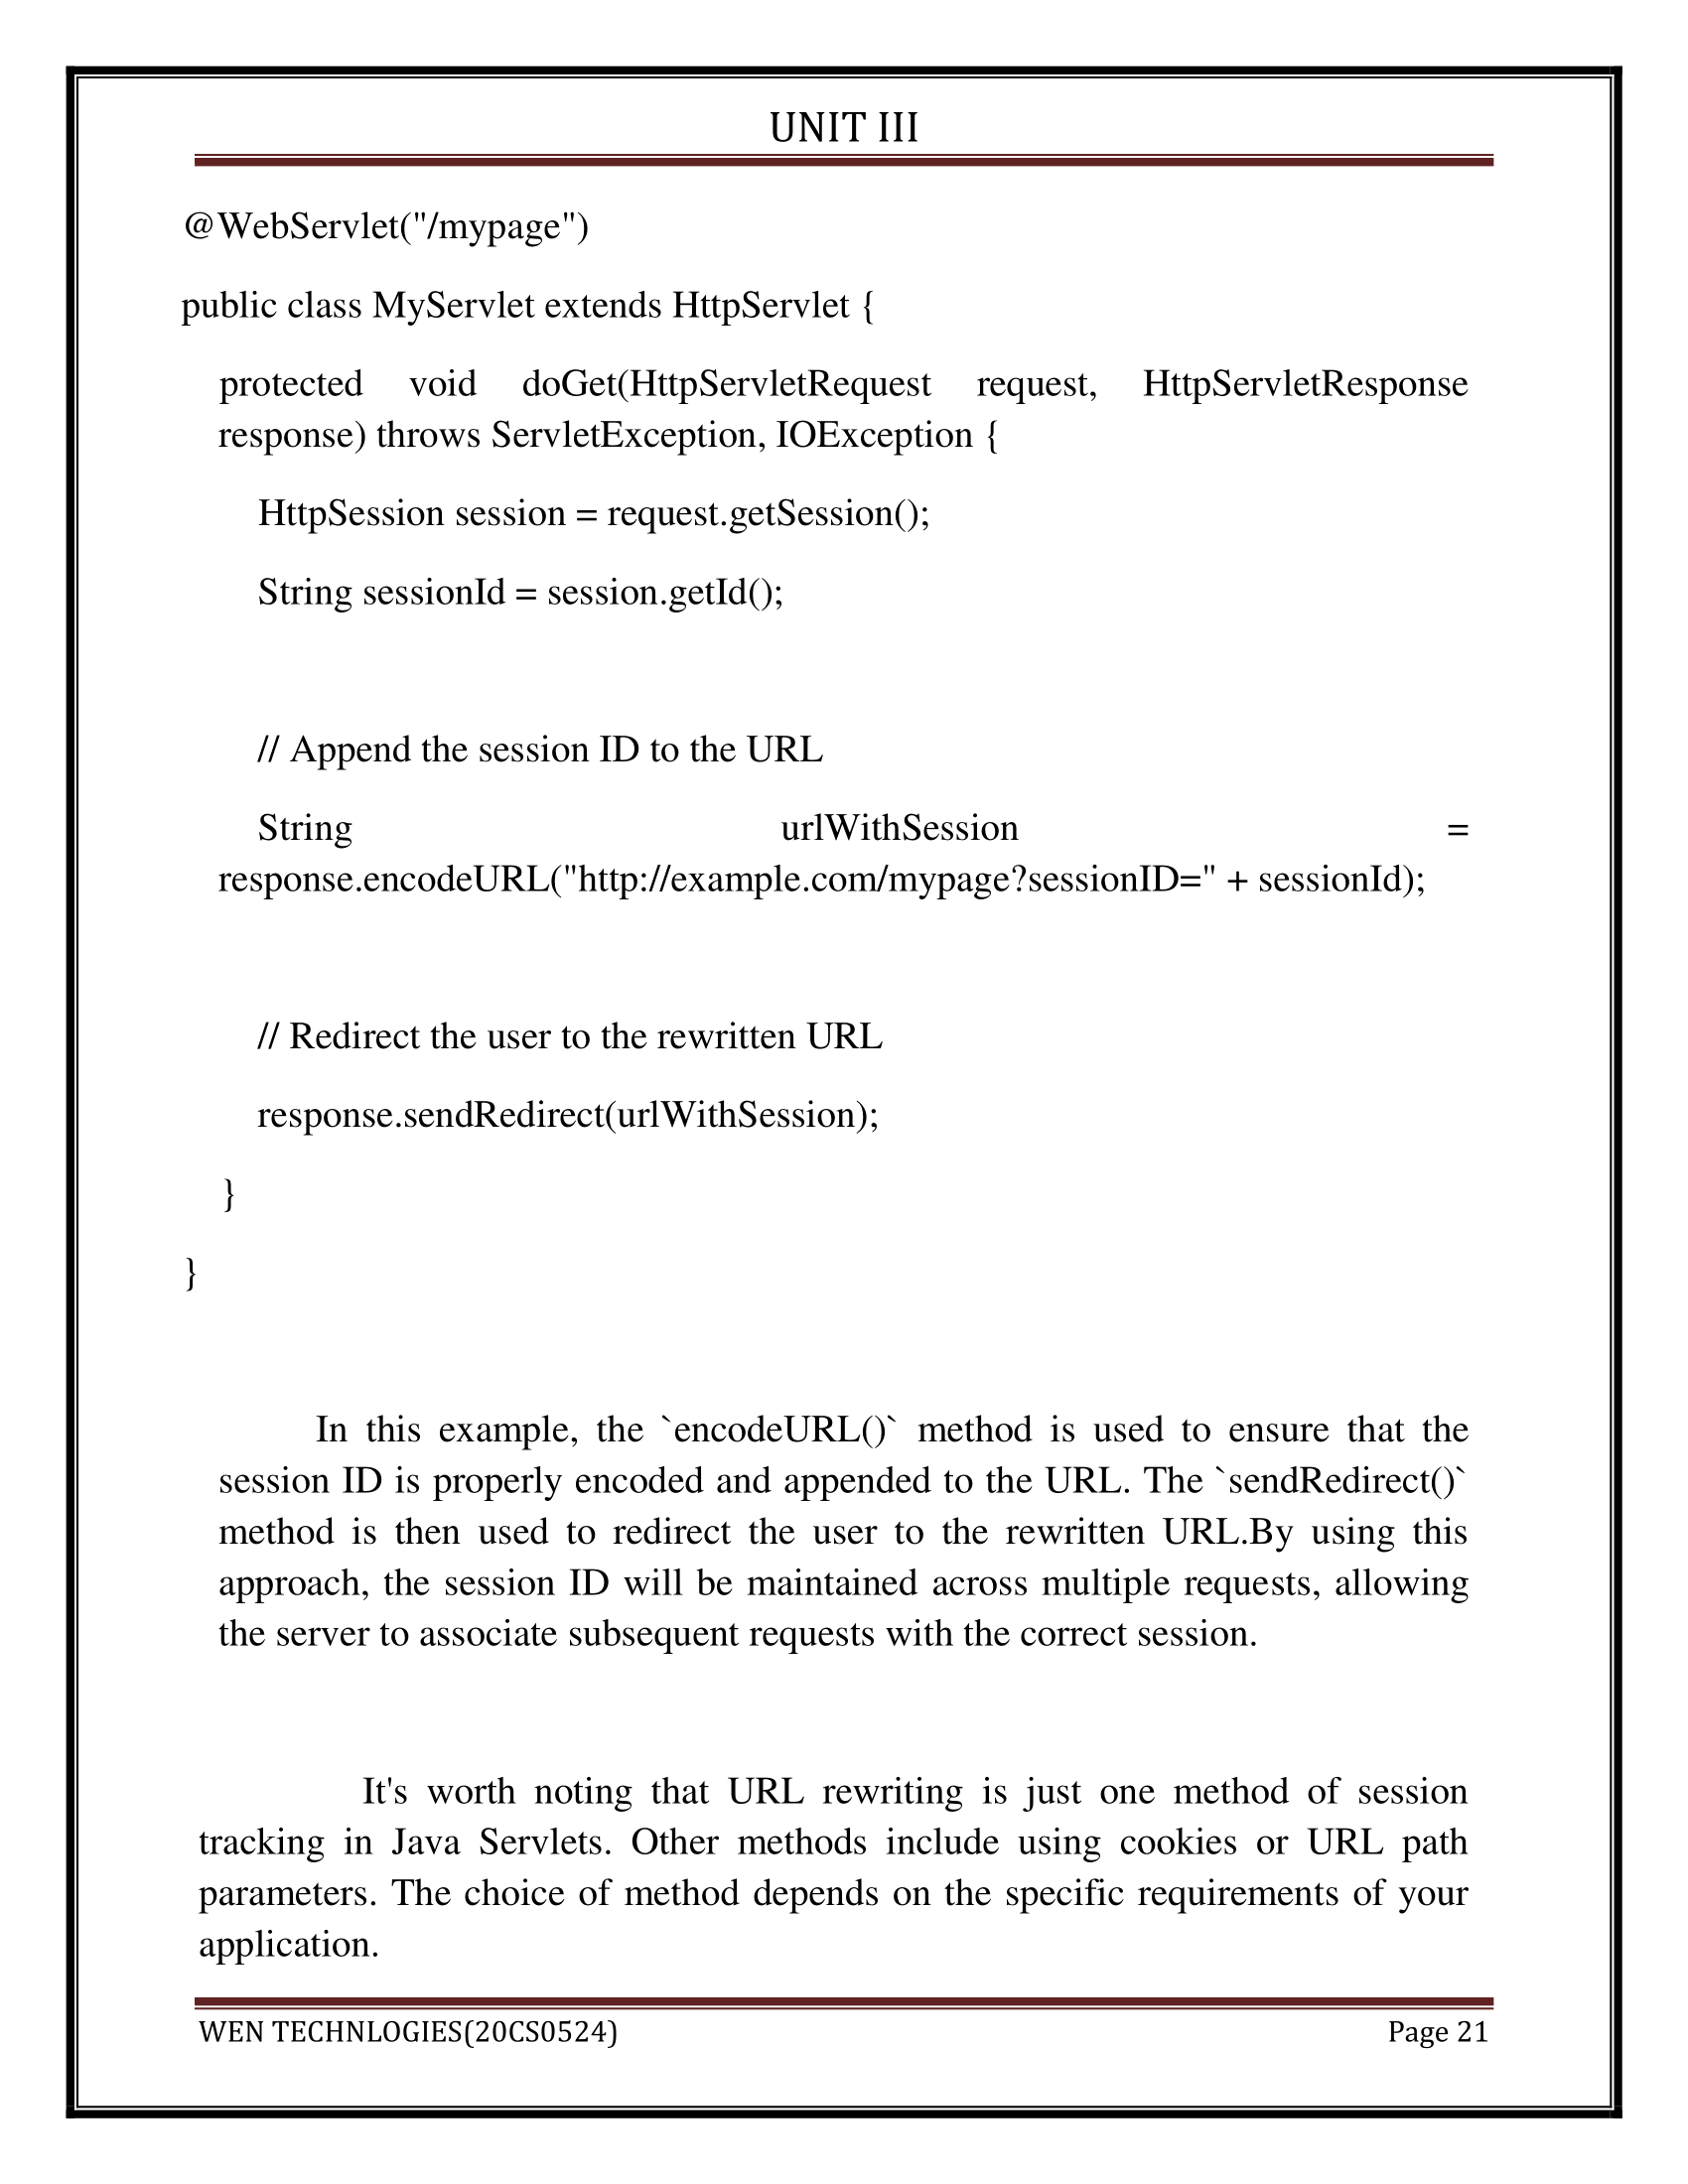 UNIT III
@WebServlet("/mypage")
public class MyServlet extends HttpServlet {
protected void doGet(HttpServletRequest request, HttpServletResponse
response) throws ServletException, IOException {
HttpSession session = request.getSession();
String sessionId = session.getId();
// Append the session ID to the URL
String urlWithSession =
response.encodeURL("http://example.com/mypage?sessionID=" + sessionId);
// Redirect the user to the rewritten URL
response.sendRedirect(urlWithSession);
}
}
In this example, the `encodeURL()` method is used to ensure that the
session ID is properly encoded and appended to the URL. The `sendRedirect()`
method is then used to redirect the user to the rewritten URL.By using this
approach, the session ID will be maintained across multiple requests, allowing
the server to associate subsequent requests with the correct session.
It's worth noting that URL rewriting is just one method of session
tracking in Java Servlets. Other methods include using cookies or URL path
parameters. The choice of method depends on the specific requirements of your
application.
WEN TECHNLOGIES(20CS0524) Page 21